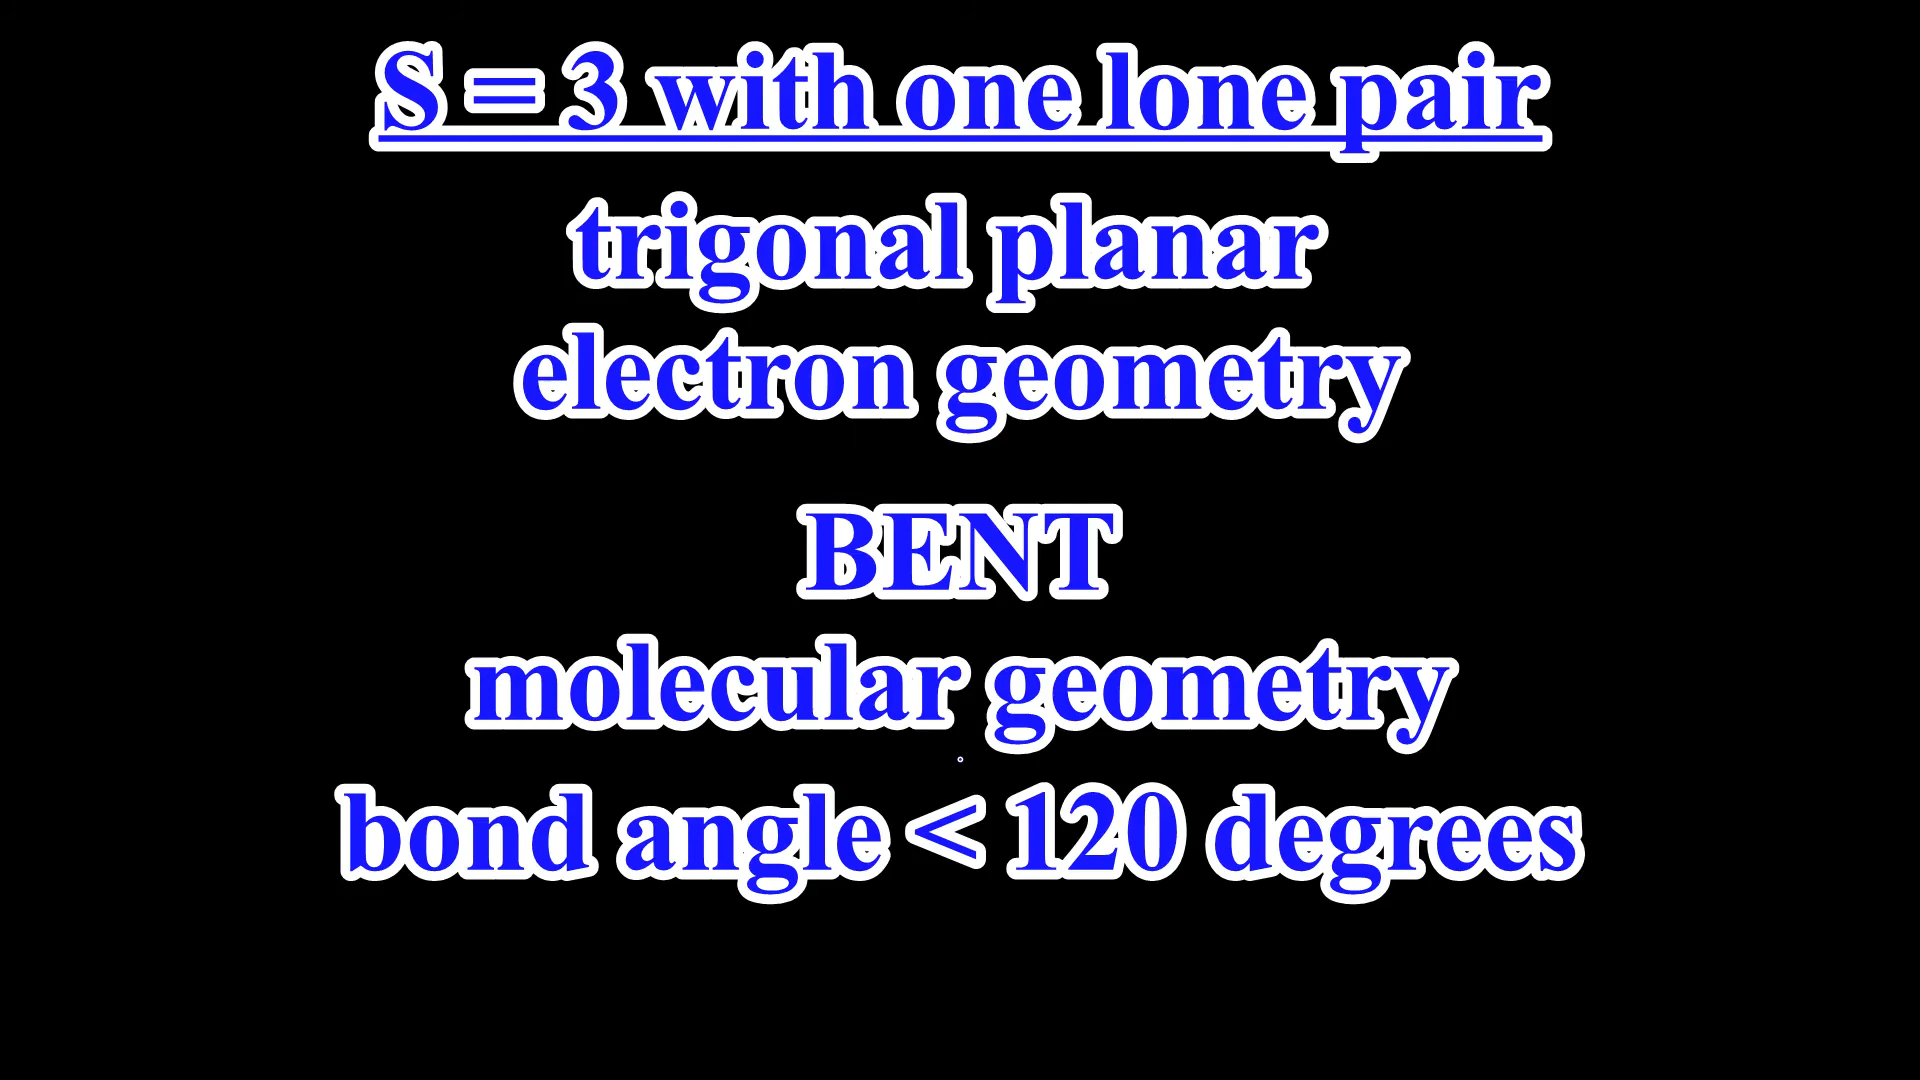 S = 3 with one lone pair
trigonal planar
electron geometry
BENT
molecular geometry
bond angle < 120 degrees